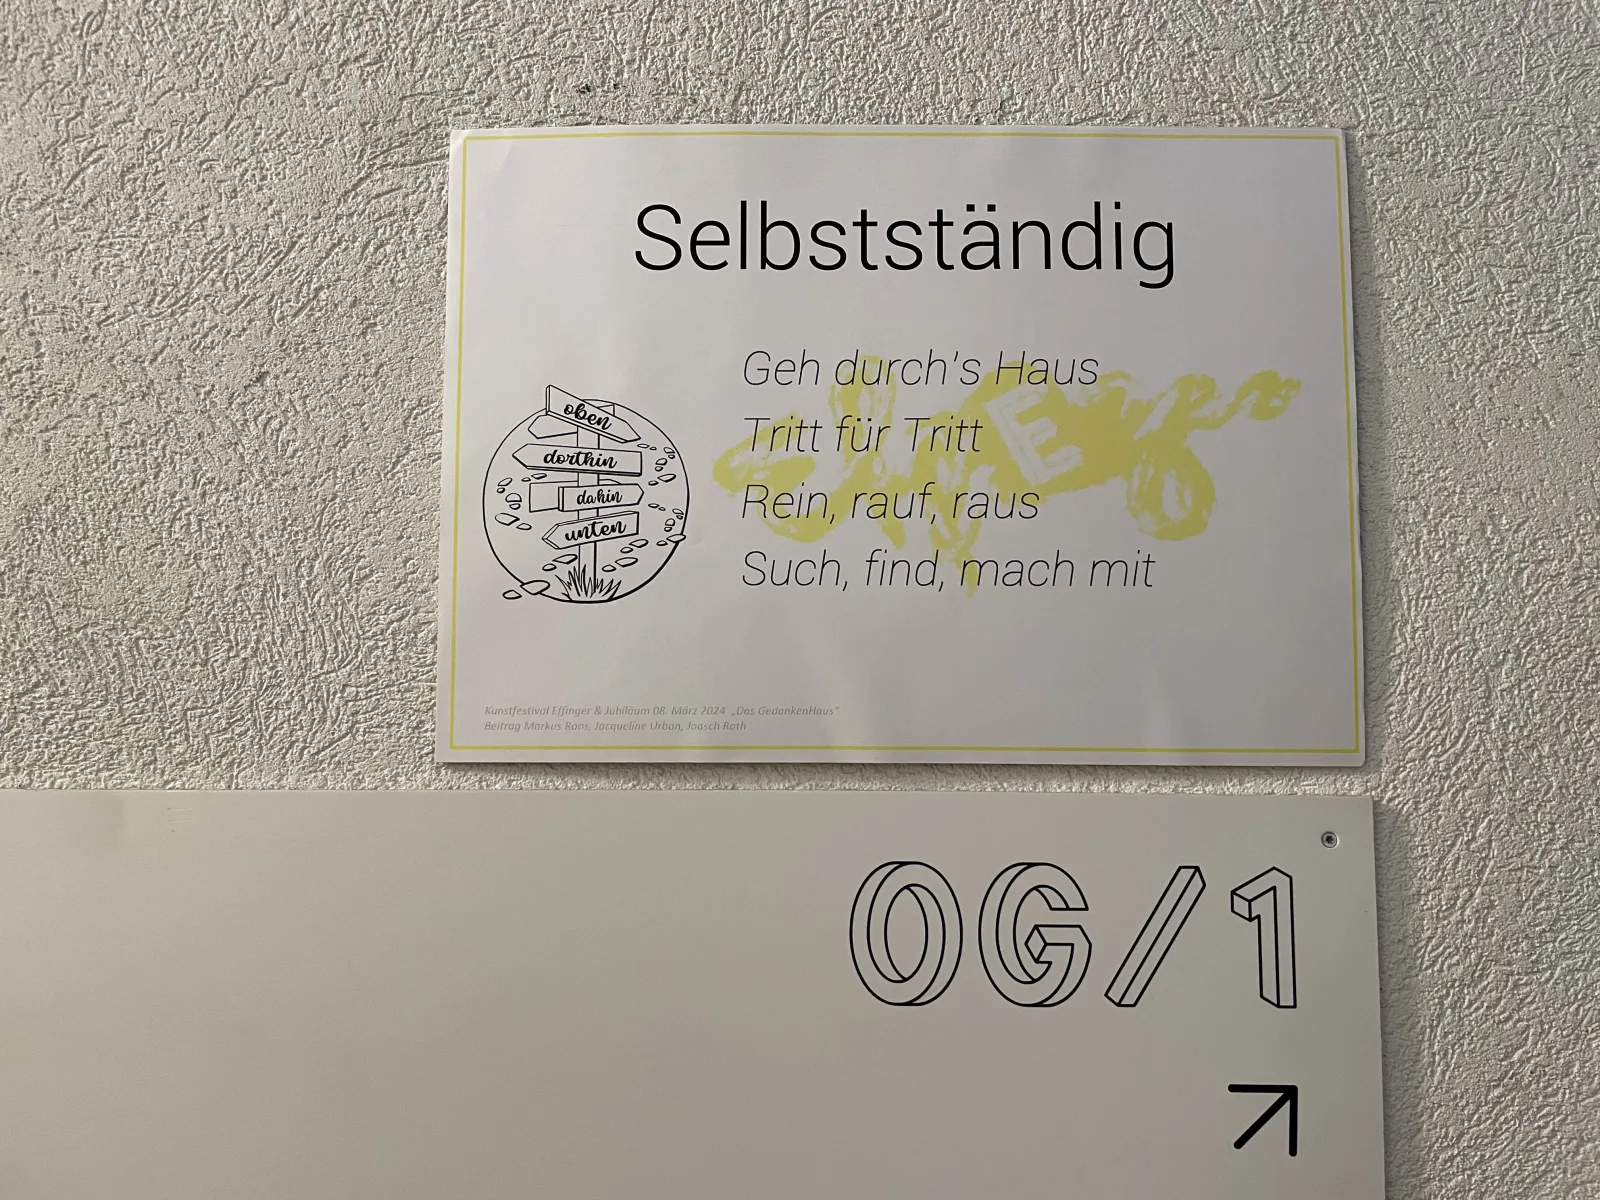 Selbstständig
Geh durch's Haus
Tritt für Tritt
Rein, rauf, raus
Such, find, mach mit
oben
dorthin
dahin
unten
E
Kunstfestival Effinger & Jubiläum 08. März 2024 „Das GedankenHaus“
Beitrag Markus Roos, Jacqueline Urban, Joasch Roth
OG/1